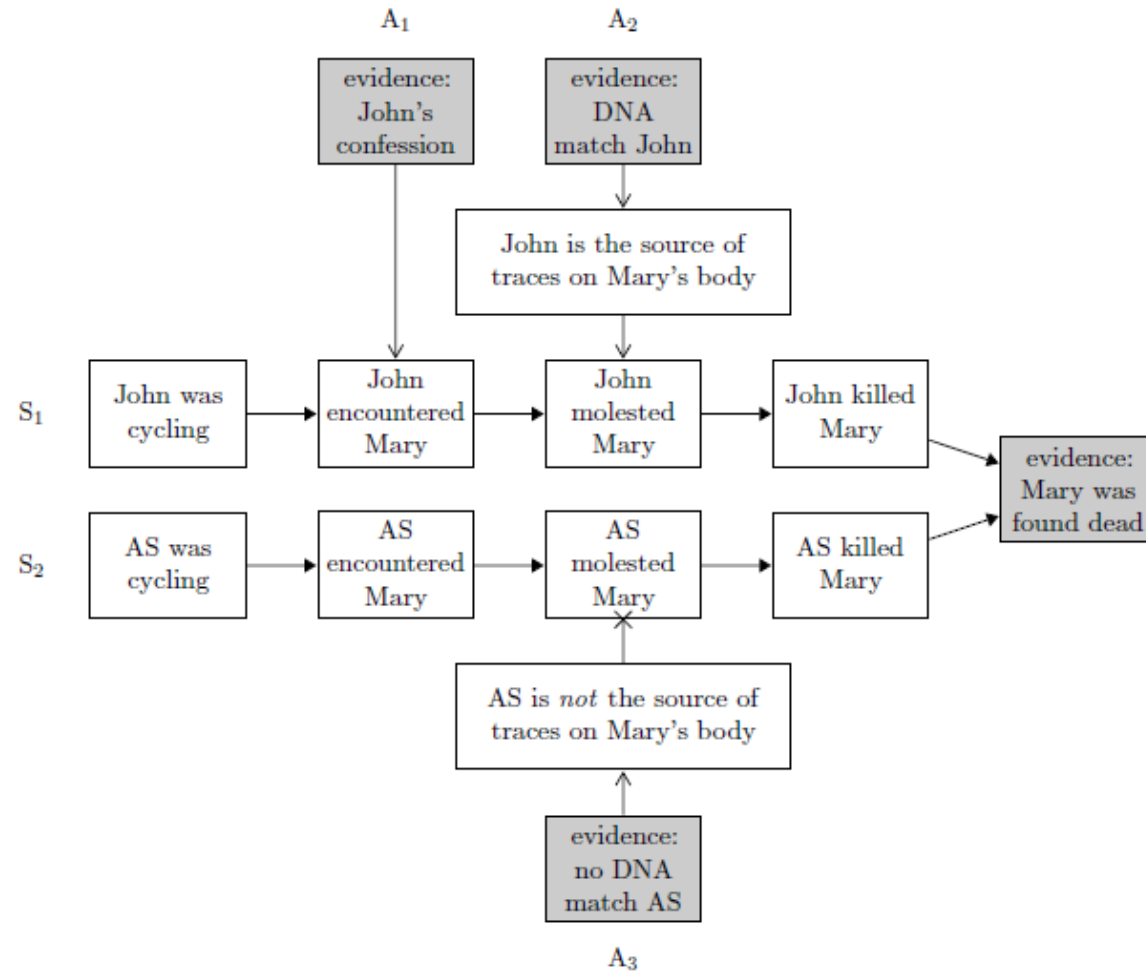 A1
A2
evidence:
John's
confession
evidence:
DNA
match John
John is the source of
traces on Mary's body
S1
John was
cycling
John
encountered
Mary
John
molested
Mary
John killed
Mary
evidence:
Mary was
found dead
S2
AS was
cycling
AS
encountered
Mary
AS
molested
Mary
AS killed
Mary
AS is not the source of
traces on Mary's body
evidence:
no DNA
match AS
A3